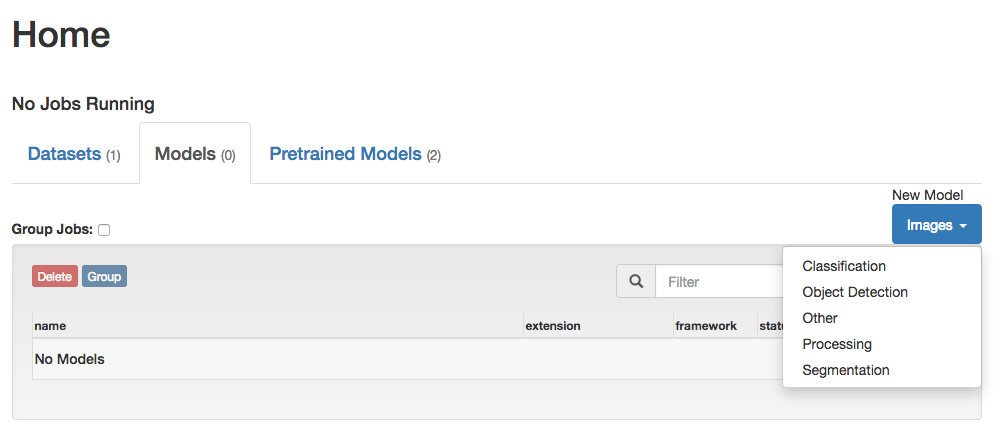 Home
No Jobs Running
Datasets (1) Models (0) Pretrained Models (2)
New Model
Group Jobs:
Images
Delete Group
Filter
Classification
Object Detection
Other
Processing
Segmentation
name extension framework statu
No Models